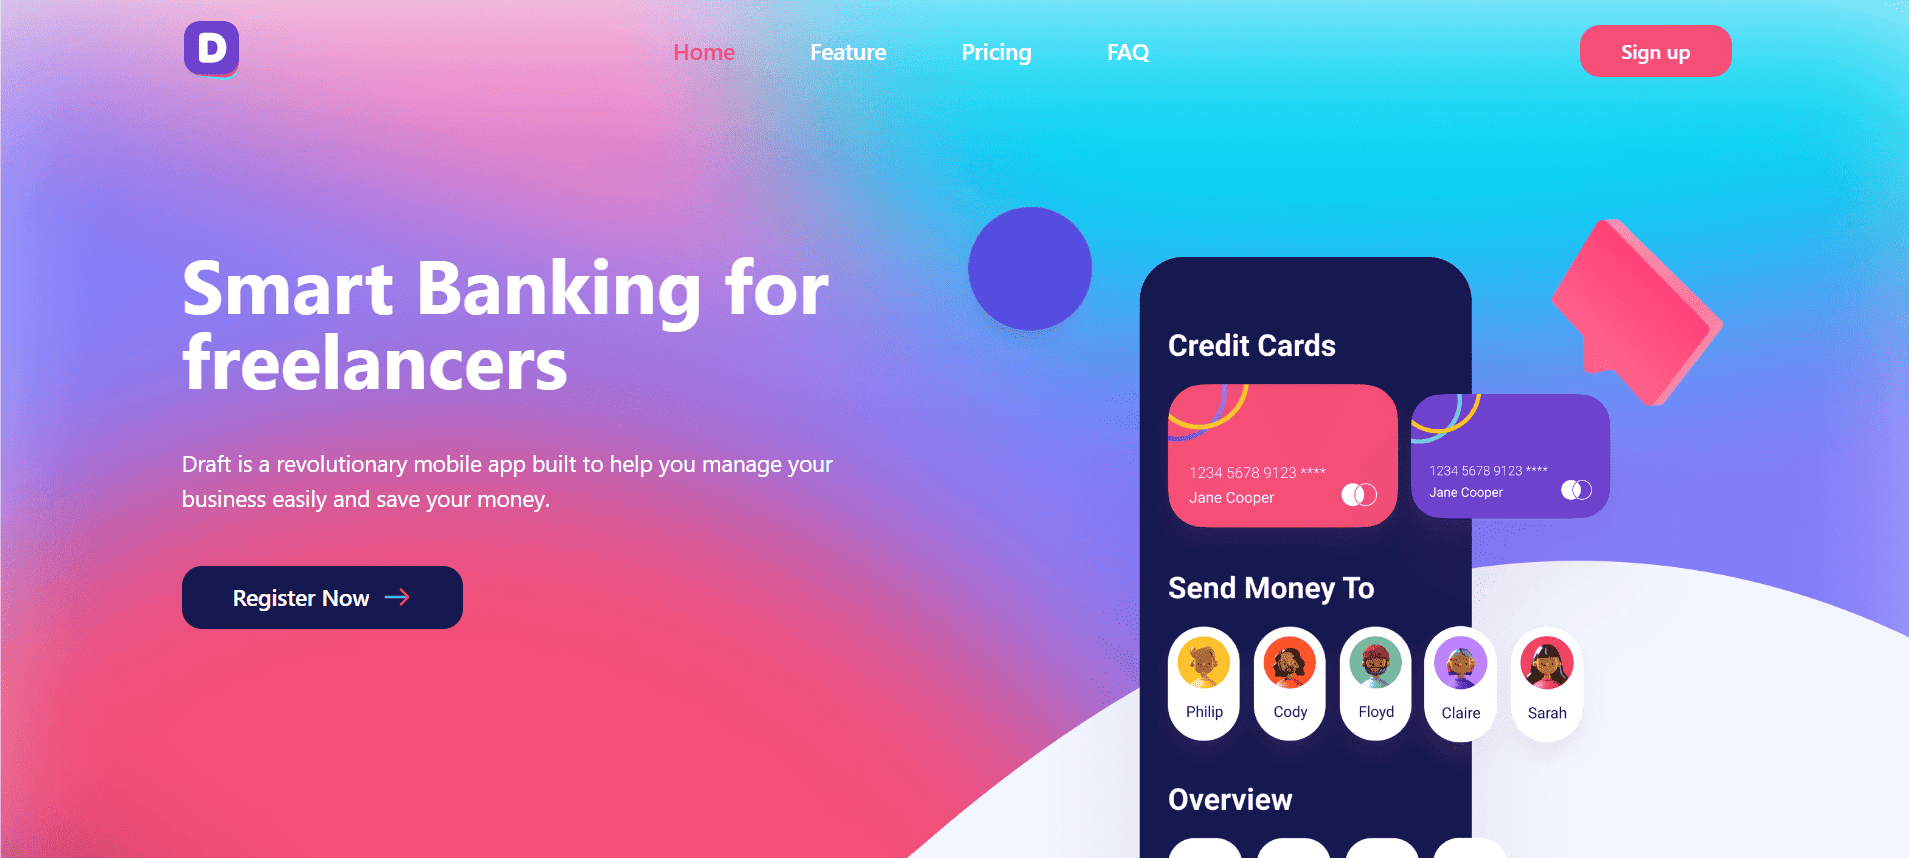 D
Home Feature Pricing FAQ
Sign up
Smart Banking for
freelancers
Draft is a revolutionary mobile app built to help you manage your
business easily and save your money.
Register Now
Credit Cards
1234 5678 9123 ****
Jane Cooper
1234 5678 9123 ****
Jane Cooper
Send Money To
Philip Cody Floyd Claire Sarah
Overview